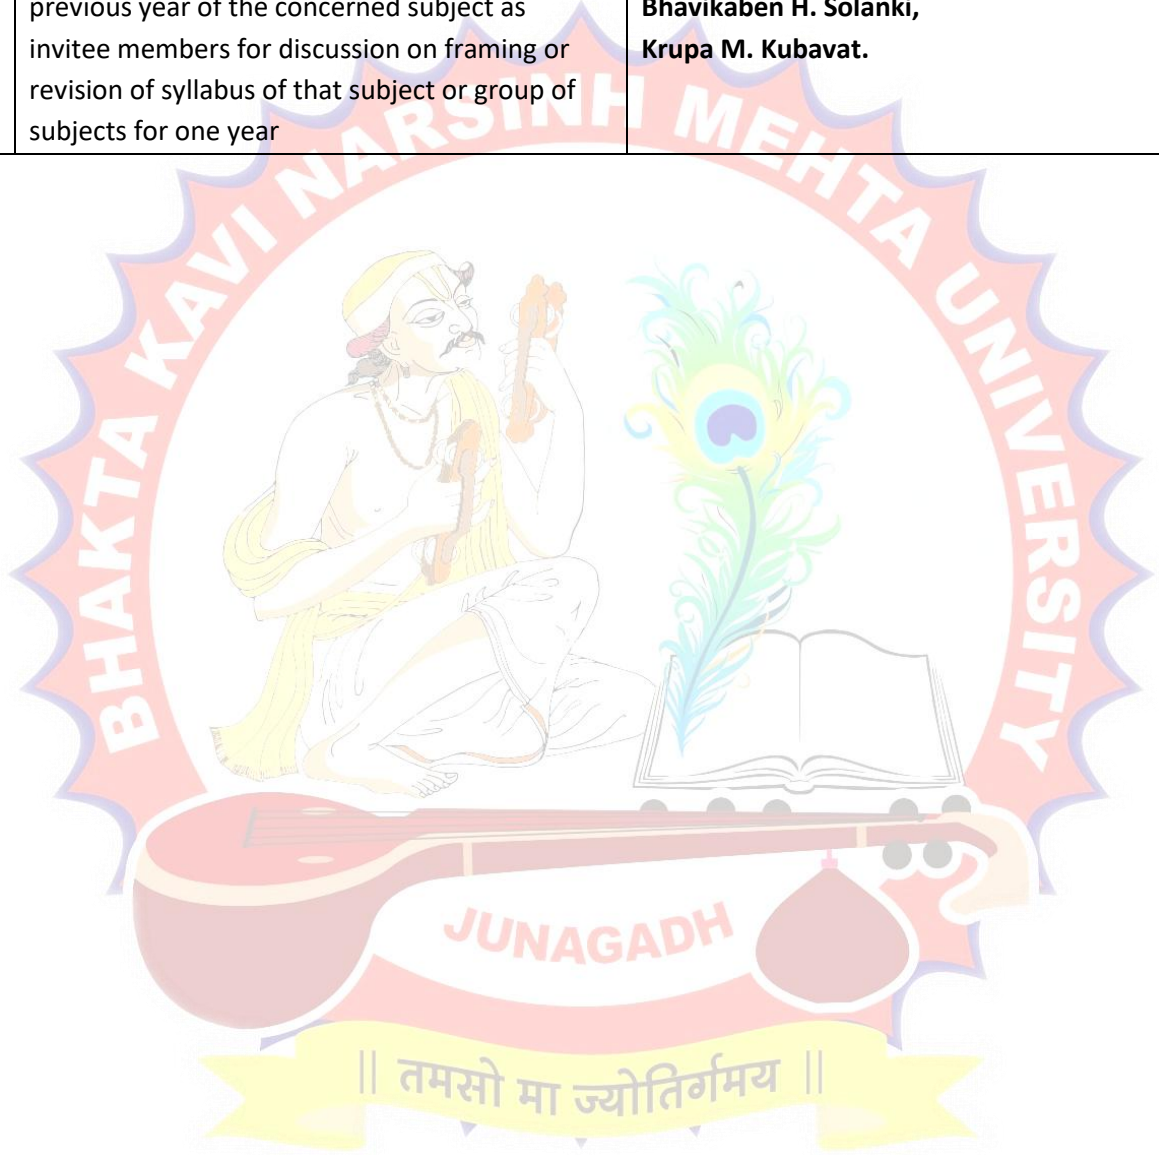 previous year of the concerned subject as
invitee members for discussion on framing or
revision of syllabus of that subject or group of
subjects for one year
Bhavikaben H. Solanki,
Krupa M. Kubavat.
BHAKTA KAVI NARSINH MEHTA UNIVERSITY
JUNAGADH
|| तमसो मा ज्योतिर्गमय ||